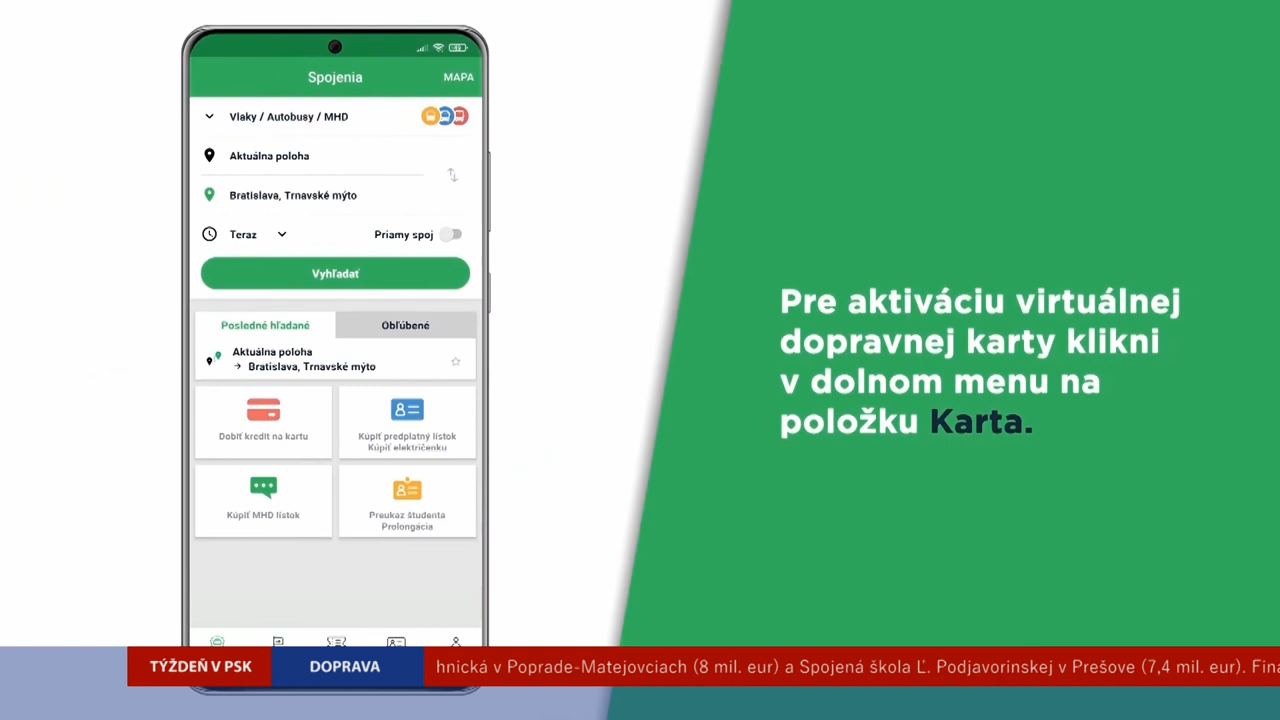 Spojenia
MAPA
Vlaky / Autobusy / MHD
Aktuálna poloha
Bratislava, Trnavské mýto
Teraz
Priamy spoj
Vyhľadať
Posledné hľadané
Obľúbené
Aktuálna poloha
→ Bratislava, Trnavské mýto
Dobiť kredit na kartu
Kúpiť predplatný lístok
Kúpiť električenku
Kúpiť MHD lístok
Preukaz študenta
Prolongácia
Pre aktiváciu virtuálnej
dopravnej karty klikni
v dolnom menu na
položku Karta.
TÝŽDEŇ V PSK
DOPRAVA
hnická v Poprade-Matejovciach (8 mil. eur) a Spojená škola Ľ. Podjavorinskej v Prešove (7,4 mil. eur). Fina